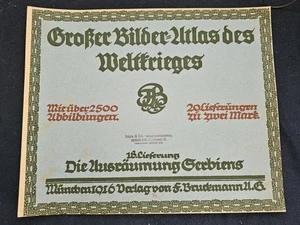 Großer Bilder-Atlas des
Weltkrieges
Mit über 2500
Abbildungen.
20 Lieferungen
zu zwei Mark.
16. Lieferung
Die Ausräumung Serbiens
München 1916 Verlag von F. Bruckmann A.G.